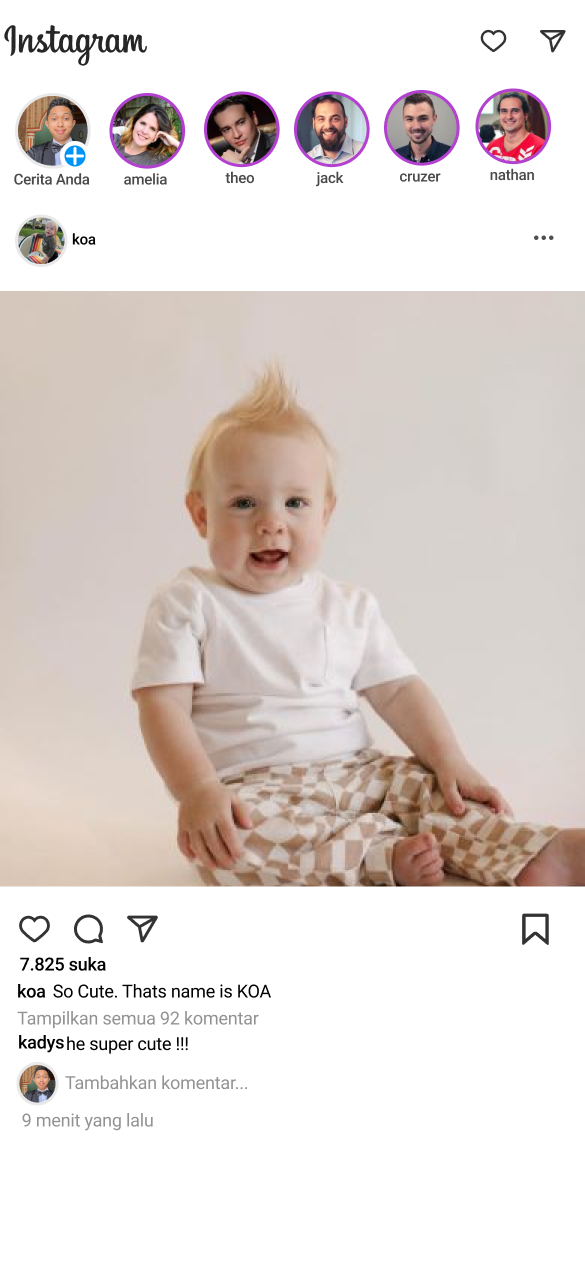 Instagram
Cerita Anda amelia theo jack cruzer nathan
koa
7.825 suka
koa So Cute. Thats name is KOA
Tampilkan semua 92 komentar
kadys he super cute !!!
Tambahkan komentar...
9 menit yang lalu